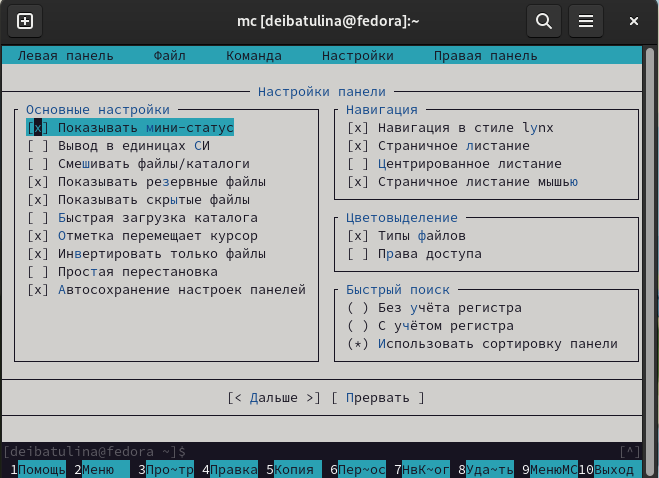 mc [deibatulina@fedora]:~
Левая панель Файл Команда Настройки Правая панель
Настройки панели
Основные настройки
[x] Показывать мини-статус
[ ] Вывод в единицах СИ
[ ] Смешивать файлы/каталоги
[x] Показывать резервные файлы
[x] Показывать скрытые файлы
[ ] Быстрая загрузка каталога
[x] Отметка перемещает курсор
[x] Инвертировать только файлы
[ ] Простая перестановка
[x] Автосохранение настроек панелей
Навигация
[x] Навигация в стиле lynx
[x] Страничное листание
[ ] Центрированное листание
[x] Страничное листание мышью
Цветовыделение
[x] Типы файлов
[ ] Права доступа
Быстрый поиск
( ) Без учёта регистра
( ) С учётом регистра
(*) Использовать сортировку панели
[< Дальше >] [ Прервать ]
[deibatulina@fedora ~]$ [^]
1Помощь 2Меню 3Про~тр 4Правка 5Копия 6Пер~ос 7НвК~ог 8Уда~ть 9МенюMC 10Выход